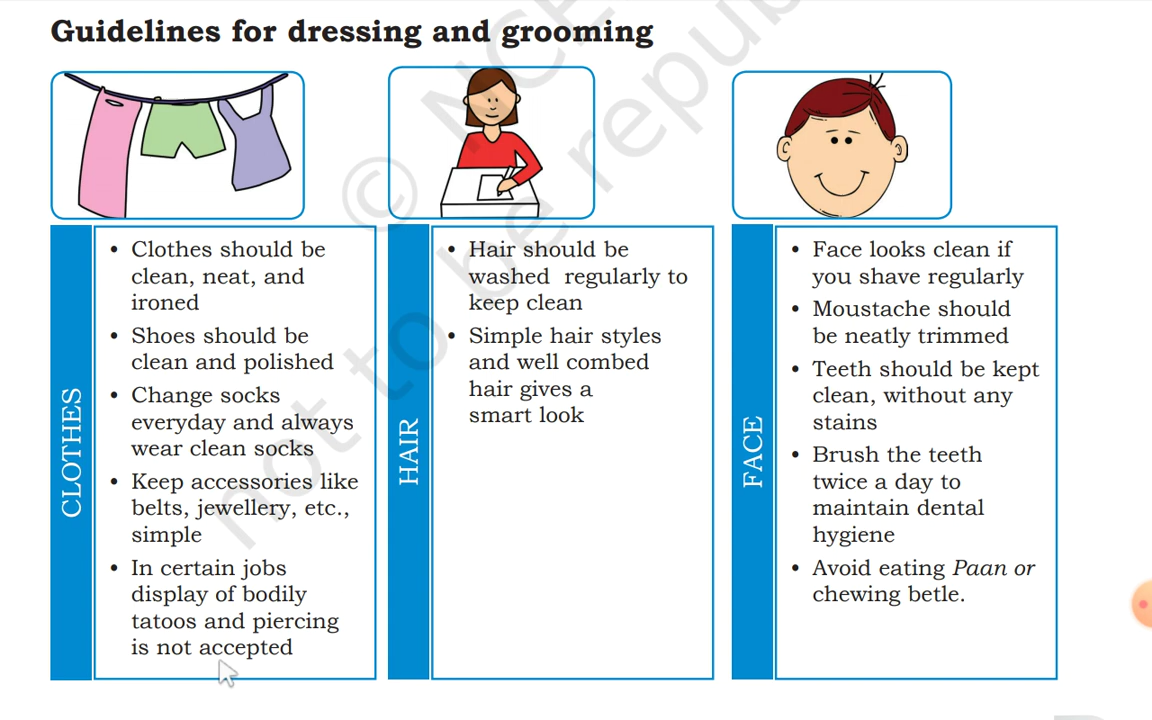 Guidelines for dressing and grooming
CLOTHES
• Clothes should be
clean, neat, and
ironed
• Shoes should be
clean and polished
• Change socks
everyday and always
wear clean socks
• Keep accessories like
belts, jewellery, etc.,
simple
• In certain jobs
display of bodily
tatoos and piercing
is not accepted
HAIR
• Hair should be
washed regularly to
keep clean
• Simple hair styles
and well combed
hair gives a
smart look
FACE
• Face looks clean if
you shave regularly
• Moustache should
be neatly trimmed
• Teeth should be kept
clean, without any
stains
• Brush the teeth
twice a day to
maintain dental
hygiene
• Avoid eating Paan or
chewing betle.
© NCE
not to be repub